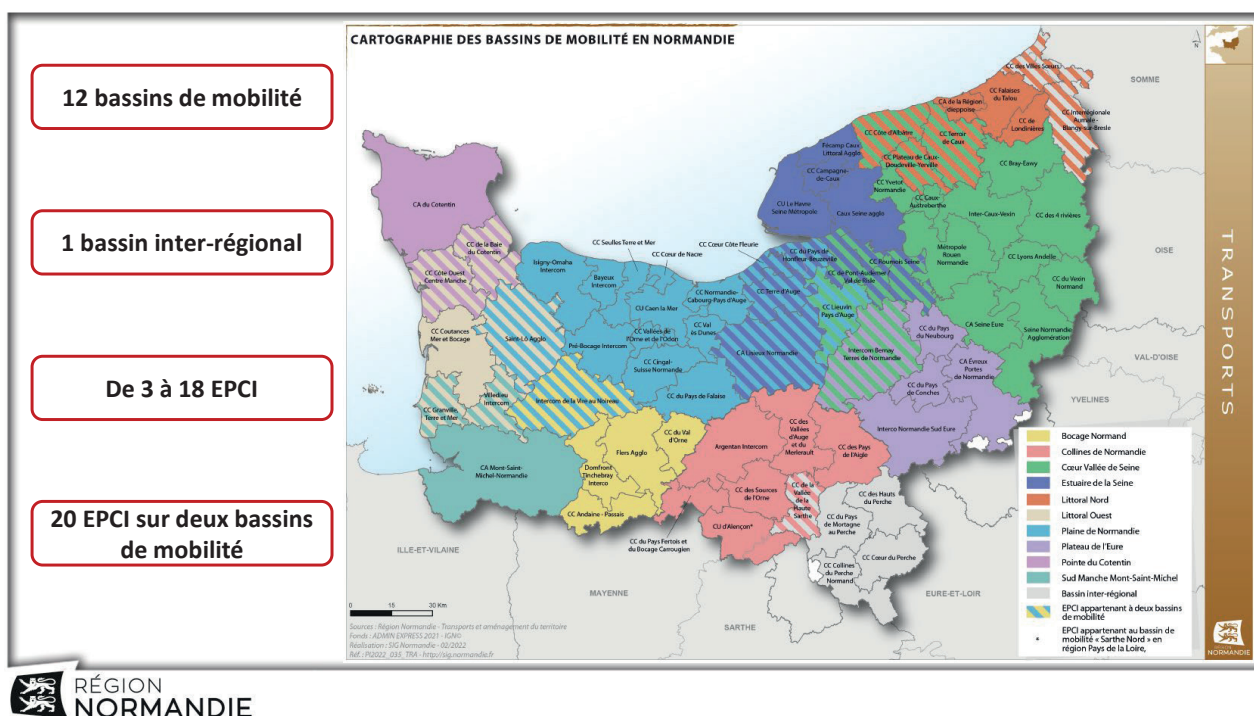 12 bassins de mobilité
1 bassin inter-régional
De 3 à 18 EPCI
20 EPCI sur deux bassins
de mobilité
CARTOGRAPHIE DES BASSINS DE MOBILITÉ EN NORMANDIE
N
SOMME
OISE
VAL-D'OISE
YVELINES
EURE-ET-LOIR
SARTHE
MAYENNE
ILLE-ET-VILAINE
CC des Villes Sœurs
CC Falaises
du Talou
CA de la Région
dieppoise
CC de
Londinières
CC Interrégionale
Aumale -
Blangy-sur-Bresle
CC Côte d'Albâtre
CC Terroir
de Caux
CC Plateau de Caux-
Doudeville-Yerville
Fécamp Caux
Littoral Agglo
CC Campagne-
de-Caux
CU Le Havre
Seine Métropole
Caux Seine agglo
CC Yvetot
Normandie
CC Caux
Austreberthe
CC Bray-Eawy
Inter-Caux-Vexin
CC des 4 rivières
Métropole
Rouen
Normandie
CC Lyons Andelle
CC du Vexin
Normand
CA Seine Eure
Seine Normandie
Agglomération
CA du Cotentin
CC de la Baie
du Cotentin
CC Côte Ouest
Centre Manche
CC Coutances
Mer et Bocage
Saint-Lô Agglo
CC Granville,
Terre et Mer
Villedieu
Intercom
CA Mont-Saint-
Michel-Normandie
Isigny-Omaha
Intercom
Bayeux
Intercom
CC Seulles Terre et Mer
CC Cœur de Nacre
CU Caen la Mer
CC Normandie-
Cabourg-Pays d'Auge
CC Cœur Côte Fleurie
CC du Pays de
Honfleur-Beuzeville
CC Terre d'Auge
CC de Pont-Audemer /
Val de Risle
CC Roumois Seine
CC Lieuvin
Pays d'Auge
CA Lisieux Normandie
Intercom Bernay
Terres de Normandie
CC Vallées de
l'Orne et de l'Odon
CC Val
ès Dunes
Pré-Bocage Intercom
CC Cingal-
Suisse Normande
CC du Pays de Falaise
Intercom de la Vire au Noireau
CC du Pays
du Neubourg
CA Évreux
Portes
de Normandie
CC du Pays
de Conches
Interco Normandie Sud Eure
CC du Val
d'Orne
Flers Agglo
Domfront
Tinchebray
Interco
CC Andaine - Passais
Argentan Intercom
CC des
Vallées
d'Auge
et du
Merlerault
CC des Pays
de l'Aigle
CC des Sources
de l'Orne
CC de la
Vallée
de la
Haute
Sarthe
CU d'Alençon*
CC du Pays Fertois et
du Bocage Carrougien
CC des Hauts
du Perche
CC du Pays
de Mortagne
au Perche
CC Cœur du Perche
CC Collines
du Perche
Normand
Bocage Normand
Collines de Normandie
Cœur Vallée de Seine
Estuaire de la Seine
Littoral Nord
Littoral Ouest
Plaine de Normandie
Plateau de l'Eure
Pointe du Cotentin
Sud Manche Mont-Saint-Michel
Bassin inter-régional
EPCI appartenant à deux bassins
de mobilité
EPCI appartenant au bassin de
mobilité « Sarthe Nord » en
région Pays de la Loire,
0 15 30 Km
Sources : Région Normandie - Transports et aménagement du territoire
Fonds : ADMIN EXPRESS 2021 - IGN©
Réalisation : SIG Normandie - 02/2022
Réf. : PI2022_035_TRA - http://sig.normandie.fr
TRANSPORTS
RÉGION
NORMANDIE
RÉGION
NORMANDIE